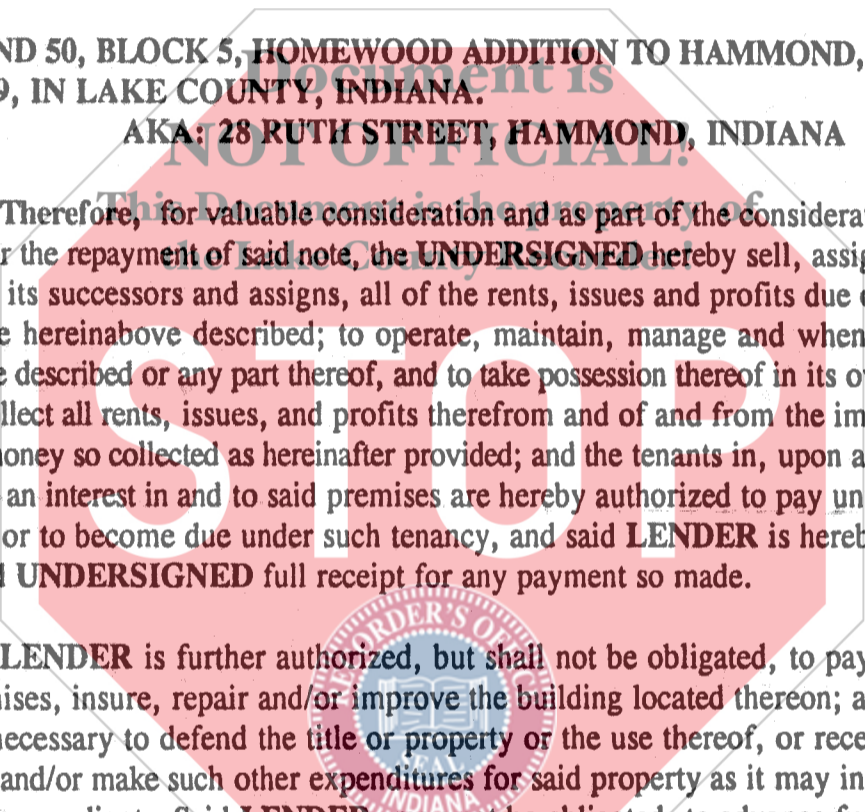 ND 50, BLOCK 5, HOMEWOOD ADDITION TO HAMMOND,
9, IN LAKE COUNTY, INDIANA.
AKA: 28 RUTH STREET, HAMMOND, INDIANA
Document is
NOT OFFICIAL!
This Document is the property of
the Lake County Recorder!
Therefore, for valuable consideration and as part of the considera
r the repayment of said note, the UNDERSIGNED hereby sell, assig
its successors and assigns, all of the rents, issues and profits due
e hereinabove described; to operate, maintain, manage and when
e described or any part thereof, and to take possession thereof in its o
llect all rents, issues, and profits therefrom and of and from the im
oney so collected as hereinafter provided; and the tenants in, upon a
an interest in and to said premises are hereby authorized to pay un
or to become due under such tenancy, and said LENDER is hereb
UNDERSIGNED full receipt for any payment so made.
STOP
LENDER is further authorized, but shall not be obligated, to pay
ises, insure, repair and/or improve the building located thereon; a
necessary to defend the title or property or the use thereof, or rece
and/or make such other expenditures for said property as it may in
RECORDER'S OFFICE
SEAL
INDIANA
LENDER